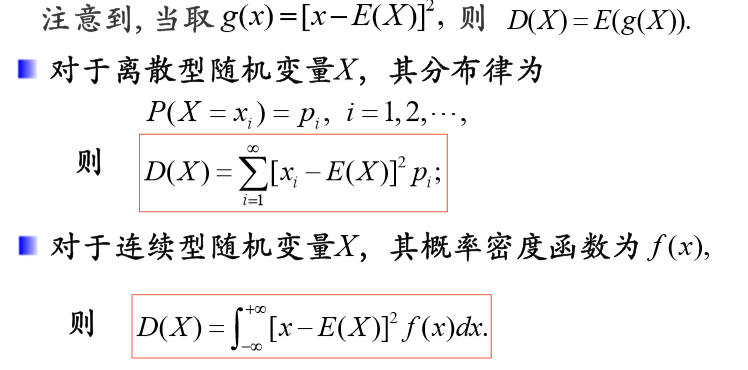 注意到, 当取 g(x)=[x−E(X)]², 则 D(X)=E(g(X)).
对于离散型随机变量X，其分布律为
P(X = xᵢ) = pᵢ, i = 1, 2, ⋯,
则 D(X) = ∑_{i=1}^{∞} [xᵢ − E(X)]² pᵢ;
对于连续型随机变量X，其概率密度函数为 f(x),
则 D(X) = ∫_{−∞}^{+∞} [x − E(X)]² f(x)dx.